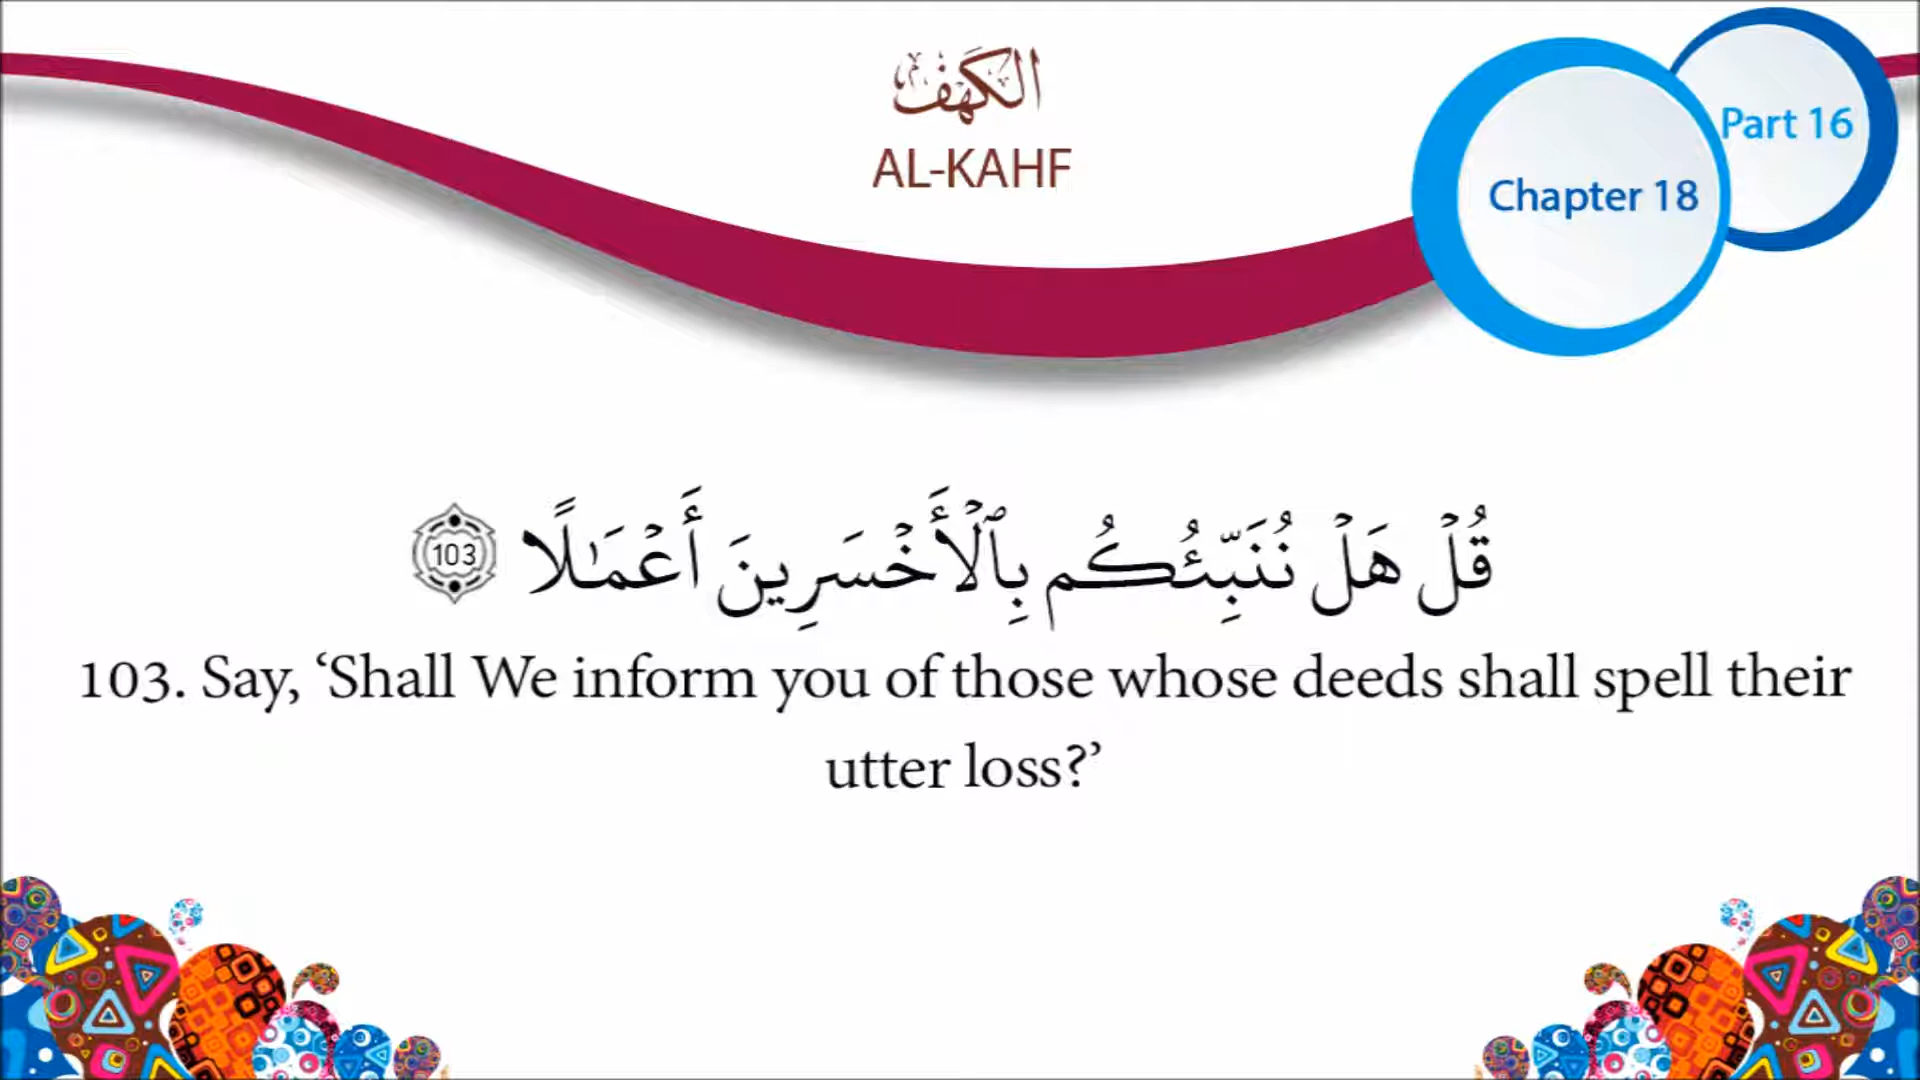 الكهف
AL-KAHF
Part 16
Chapter 18
قُلۡ هَلۡ نُنَبِّئُكُم بِٱلۡأَخۡسَرِينَ أَعۡمَٰلًا 103
103. Say, ‘Shall We inform you of those whose deeds shall spell their
utter loss?’